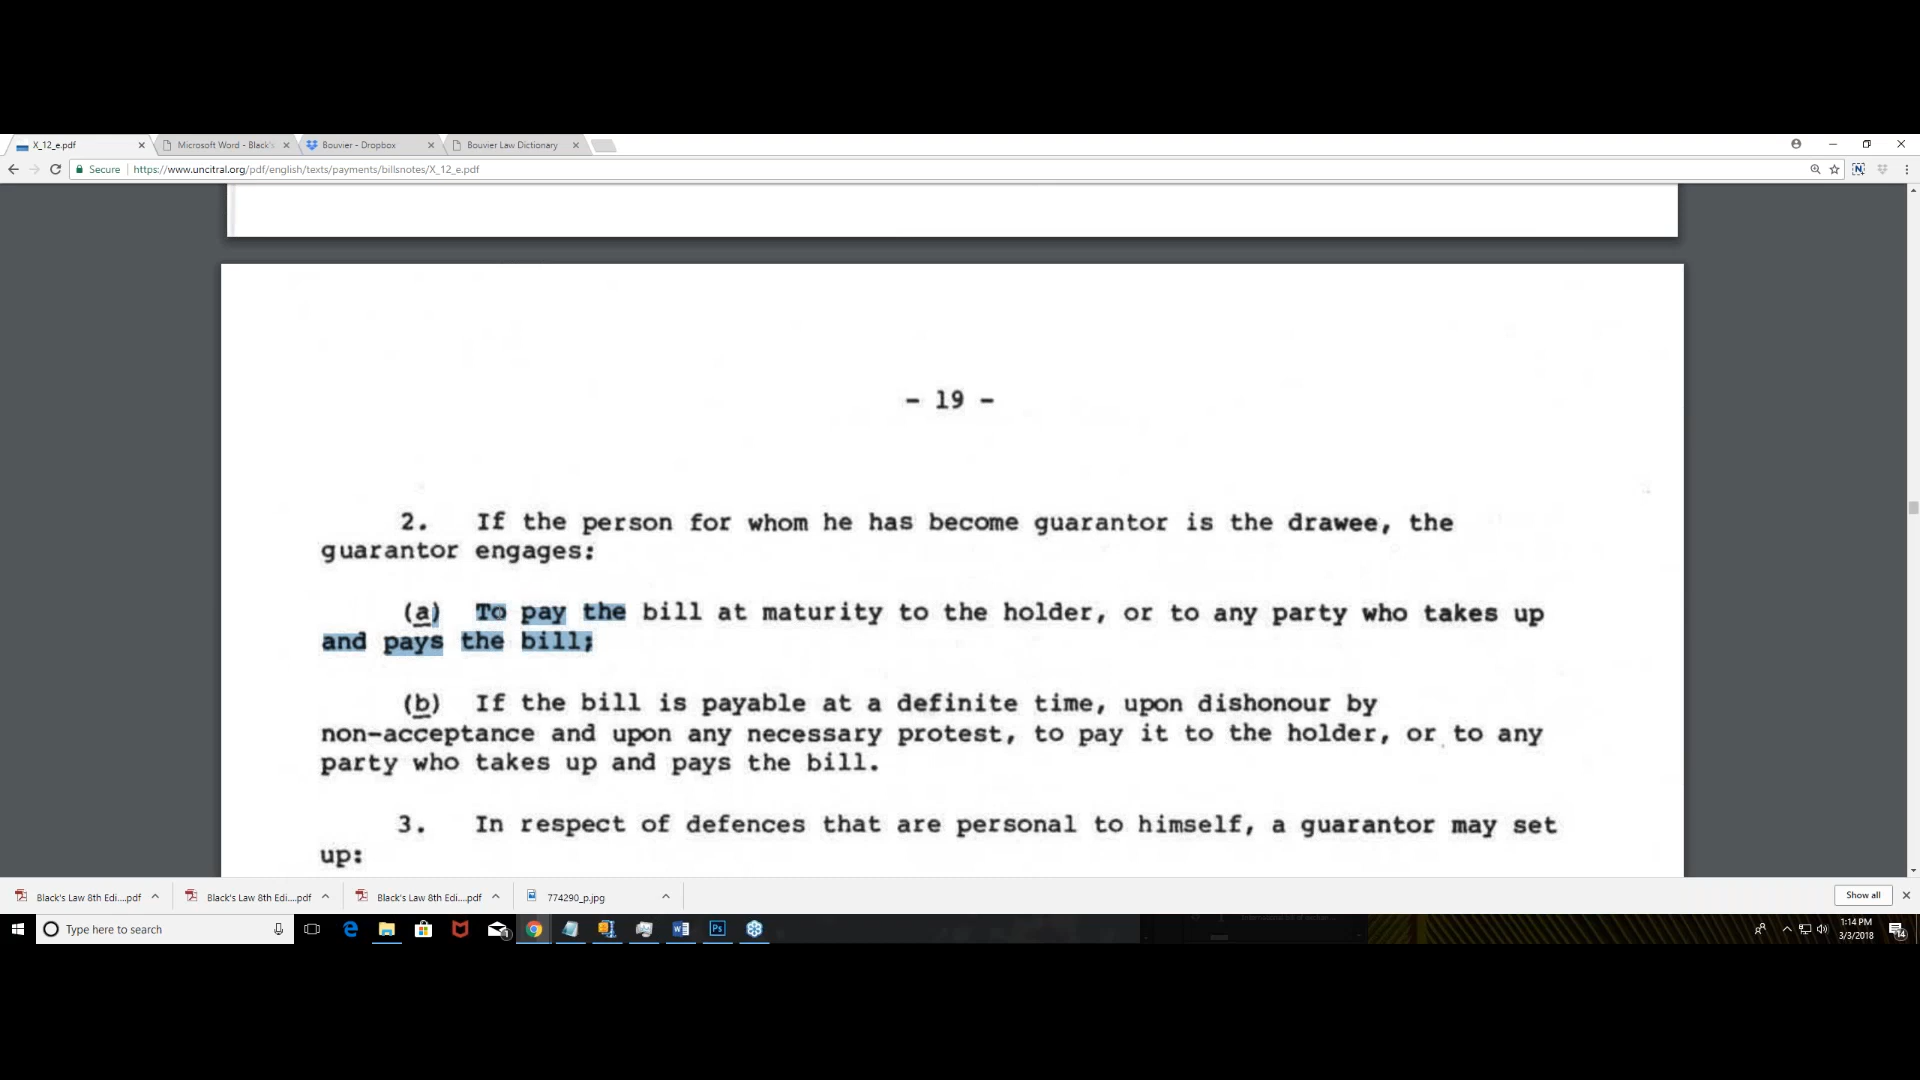 X_12_e.pdf
Microsoft Word - Black's
Bouvier - Dropbox
Bouvier Law Dictionary
Secure
https://www.uncitral.org/pdf/english/texts/payments/billsnotes/X_12_e.pdf
- 19 -
2. If the person for whom he has become guarantor is the drawee, the
guarantor engages:
(a) To pay the bill at maturity to the holder, or to any party who takes up
and pays the bill;
(b) If the bill is payable at a definite time, upon dishonour by
non-acceptance and upon any necessary protest, to pay it to the holder, or to any
party who takes up and pays the bill.
3. In respect of defences that are personal to himself, a guarantor may set
up:
Black's Law 8th Edi....pdf
Black's Law 8th Edi....pdf
Black's Law 8th Edi....pdf
774290_p.jpg
Show all
Type here to search
1:14 PM
3/3/2018
14